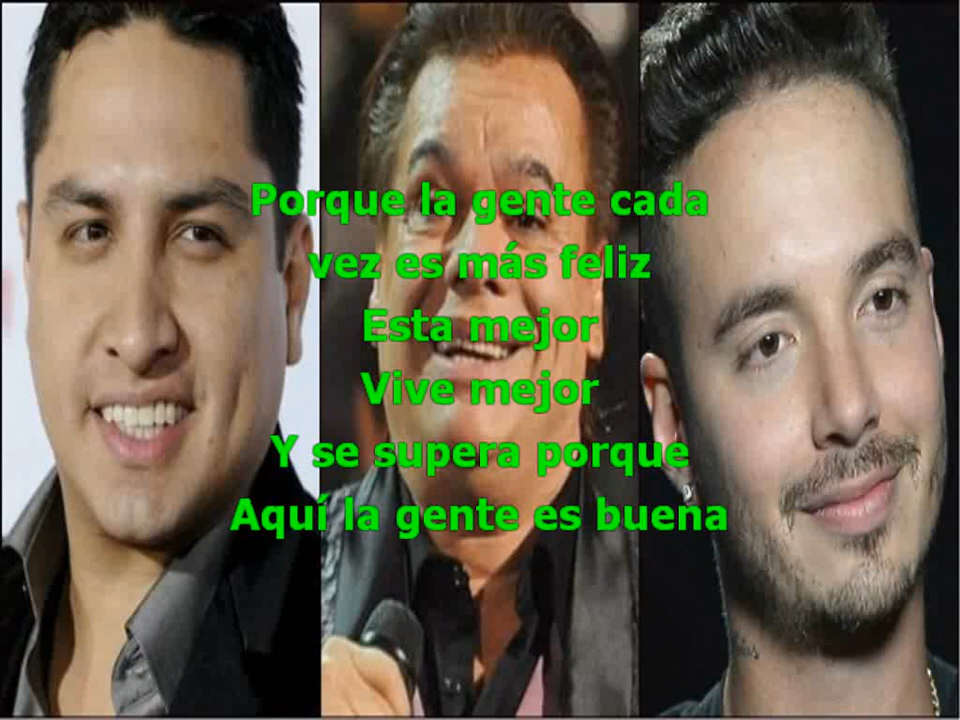 Porque la gente cada
vez es más feliz
Esta mejor
Vive mejor
Y se supera porque
Aquí la gente es buena